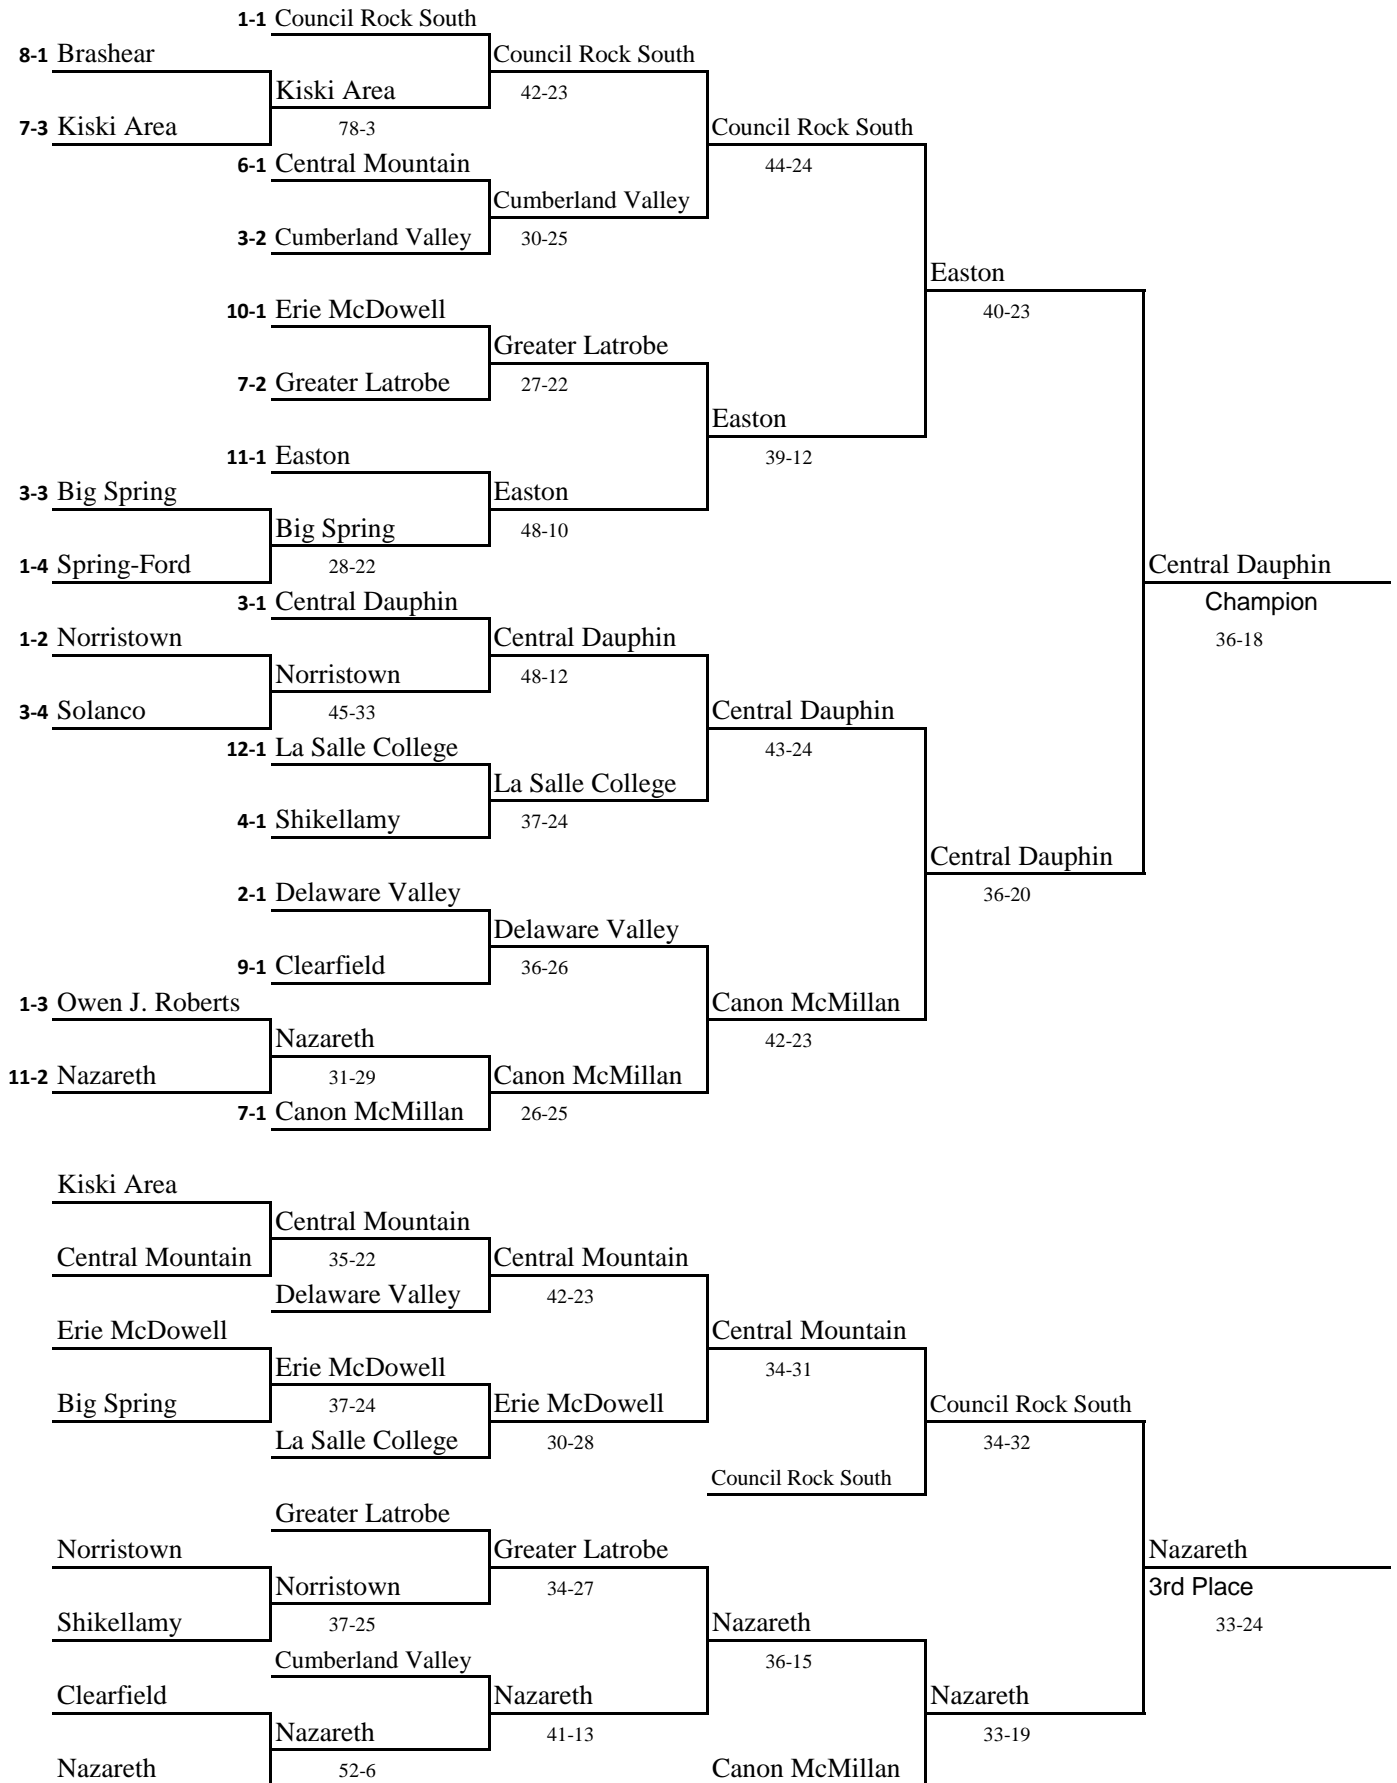 1-1 Council Rock South
8-1 Brashear
Council Rock South
Kiski Area
42-23
7-3 Kiski Area
78-3
Council Rock South
6-1 Central Mountain
44-24
Cumberland Valley
3-2 Cumberland Valley
30-25
Easton
10-1 Erie McDowell
40-23
Greater Latrobe
7-2 Greater Latrobe
27-22
Easton
11-1 Easton
39-12
3-3 Big Spring
Easton
Big Spring
48-10
1-4 Spring-Ford
28-22
Central Dauphin
3-1 Central Dauphin
Champion
1-2 Norristown
Central Dauphin
36-18
Norristown
48-12
3-4 Solanco
45-33
Central Dauphin
12-1 La Salle College
43-24
La Salle College
4-1 Shikellamy
37-24
Central Dauphin
2-1 Delaware Valley
36-20
Delaware Valley
9-1 Clearfield
36-26
1-3 Owen J. Roberts
Canon McMillan
Nazareth
42-23
11-2 Nazareth
31-29
Canon McMillan
7-1 Canon McMillan
26-25
Kiski Area
Central Mountain
Central Mountain
35-22
Central Mountain
Delaware Valley
42-23
Erie McDowell
Central Mountain
Erie McDowell
34-31
Big Spring
37-24
Erie McDowell
Council Rock South
La Salle College
30-28
34-32
Council Rock South
Greater Latrobe
Norristown
Greater Latrobe
Nazareth
Norristown
34-27
3rd Place
Shikellamy
37-25
Nazareth
33-24
Cumberland Valley
36-15
Clearfield
Nazareth
Nazareth
Nazareth
41-13
33-19
Nazareth
52-6
Canon McMillan